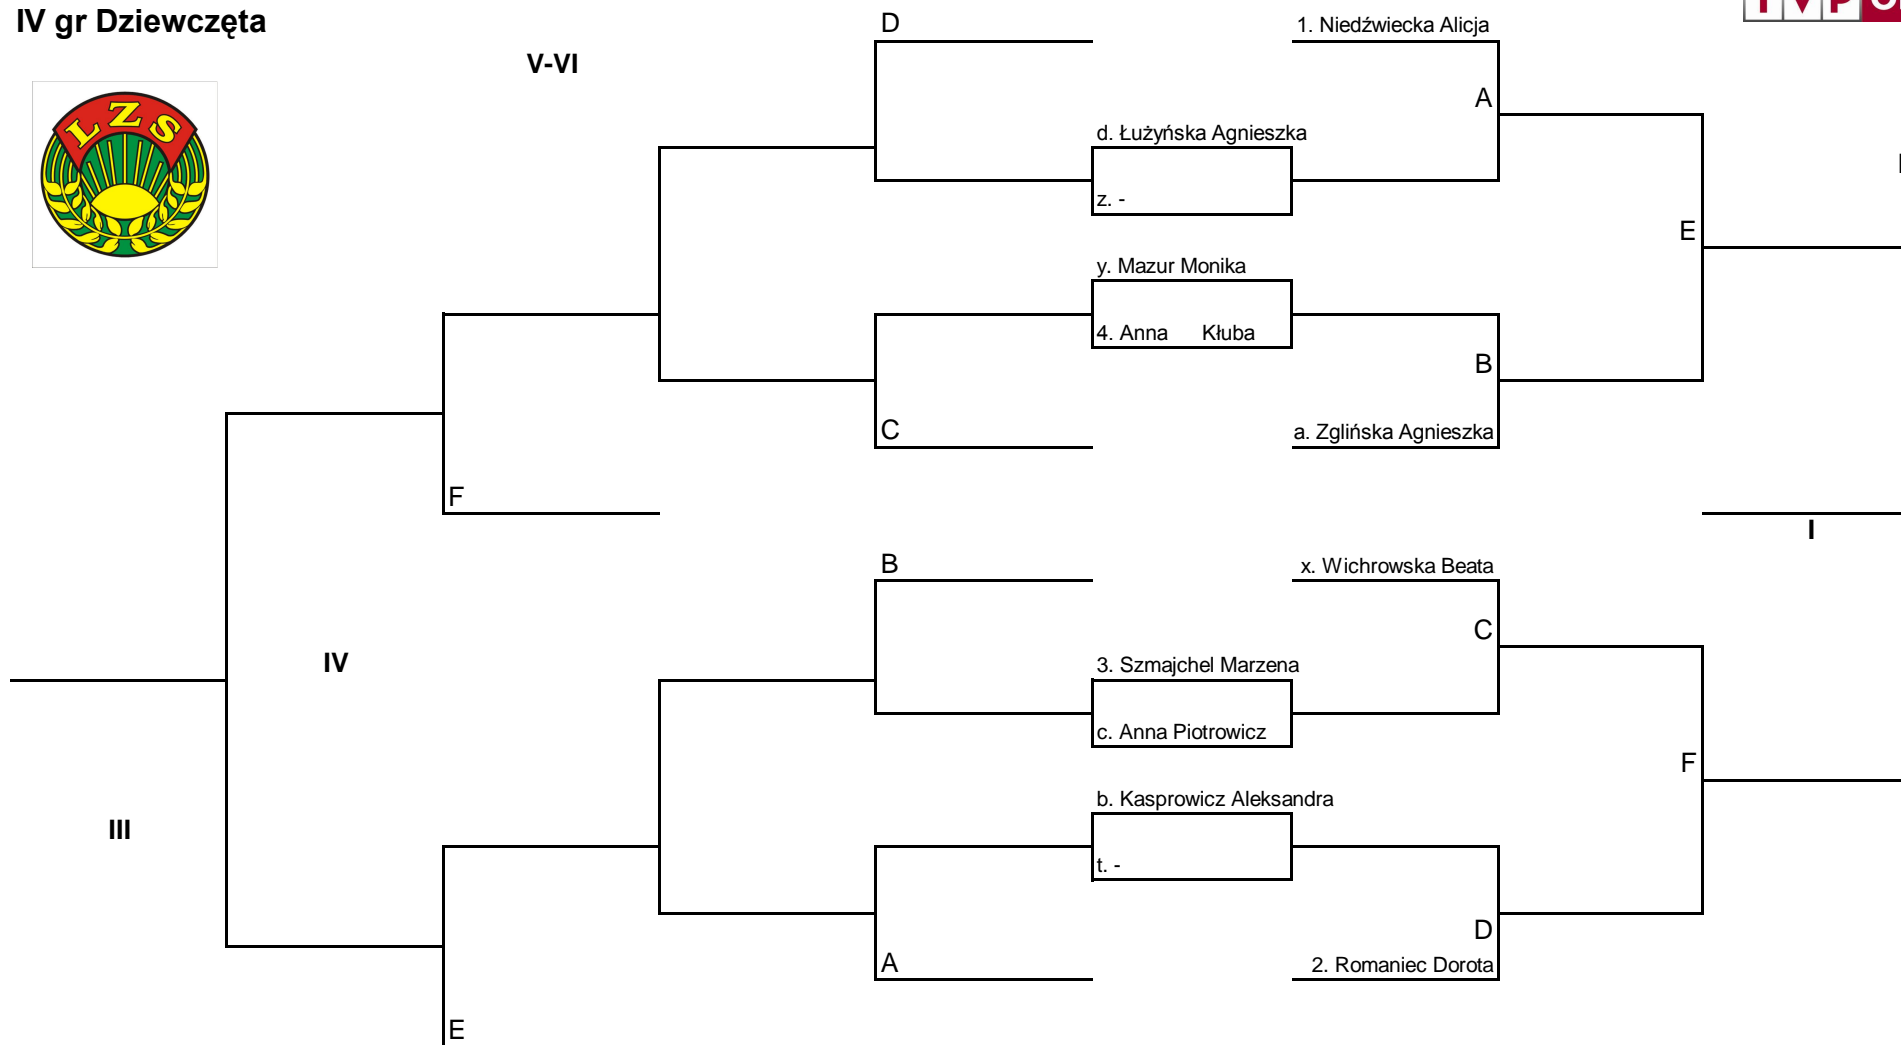 IV gr Dziewczęta
TVP
V-VI
LZS
D
1. Niedźwiecka Alicja
A
d. Łużyńska Agnieszka
z. -
E
y. Mazur Monika
4. Anna Kłuba
B
C
a. Zglińska Agnieszka
F
I
B
x. Wichrowska Beata
C
IV
3. Szmajchel Marzena
c. Anna Piotrowicz
F
b. Kasprowicz Aleksandra
III
t. -
D
A
2. Romaniec Dorota
E